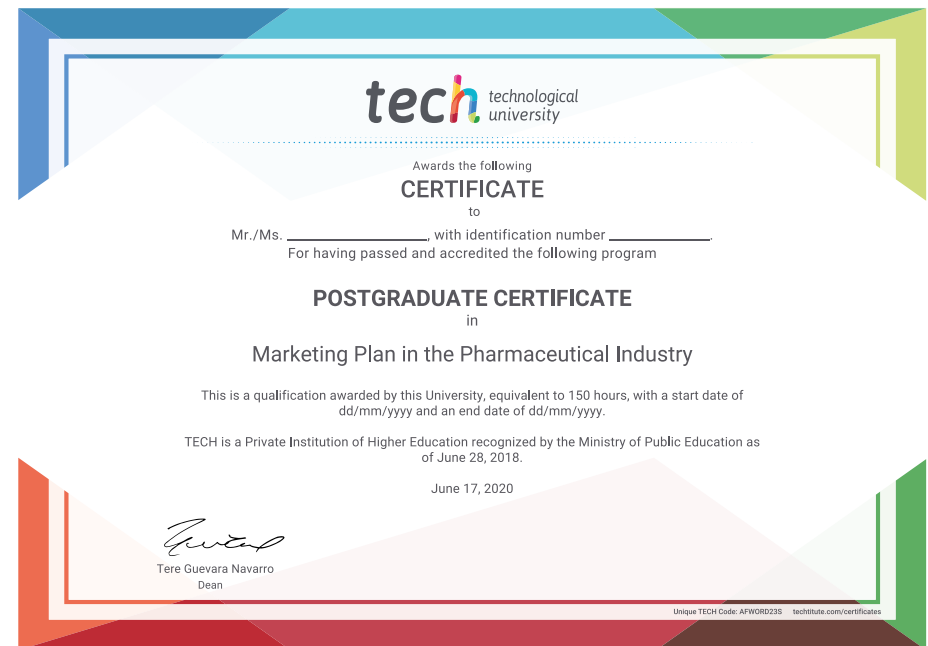 tech technological
university
Awards the following
CERTIFICATE
to
Mr./Ms. ____________________, with identification number ______________.
For having passed and accredited the following program
POSTGRADUATE CERTIFICATE
in
Marketing Plan in the Pharmaceutical Industry
This is a qualification awarded by this University, equivalent to 150 hours, with a start date of
dd/mm/yyyy and an end date of dd/mm/yyyy.
TECH is a Private Institution of Higher Education recognized by the Ministry of Public Education as
of June 28, 2018.
June 17, 2020
Tere Guevara Navarro
Dean
Unique TECH Code: AFWORD23S techtitute.com/certificates